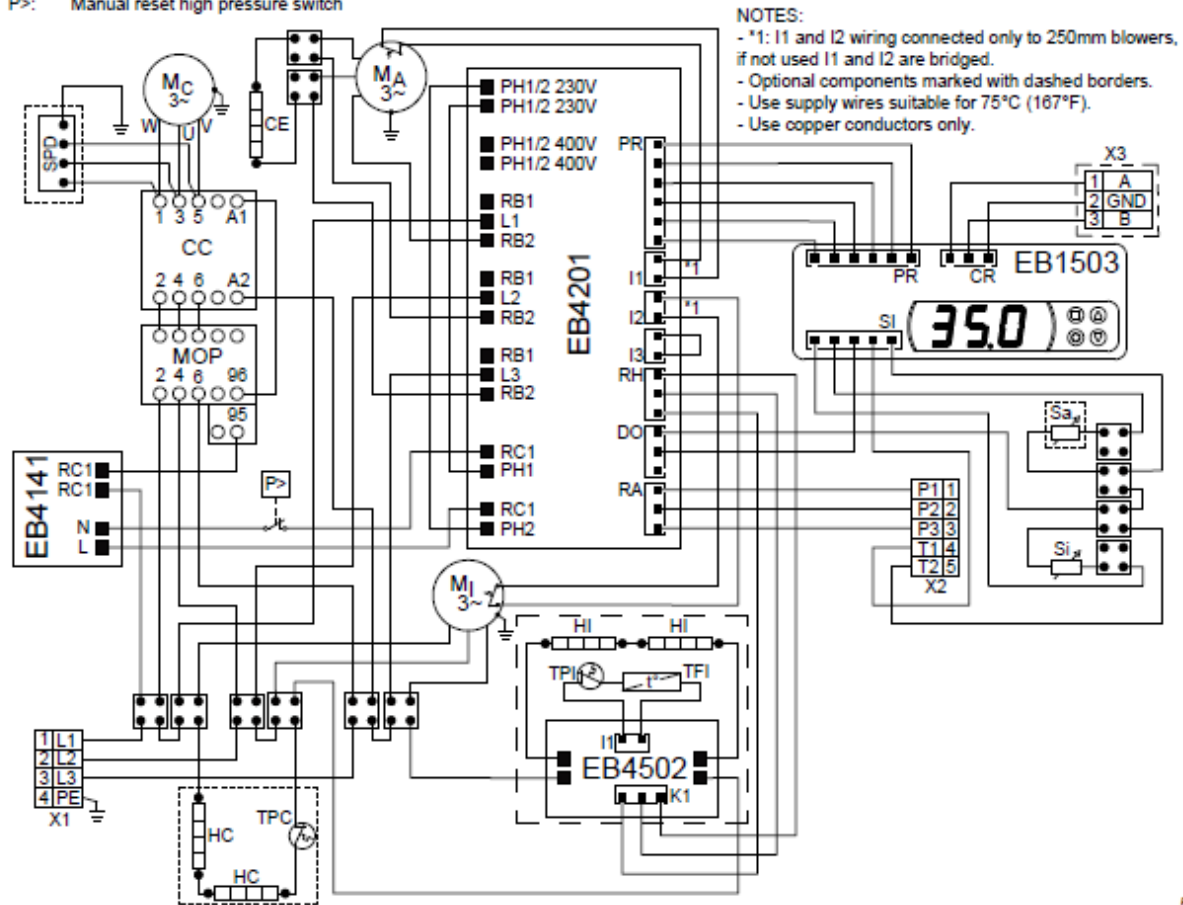 P>: Manual reset high pressure switch
NOTES:
- *1: I1 and I2 wiring connected only to 250mm blowers,
if not used I1 and I2 are bridged.
- Optional components marked with dashed borders.
- Use supply wires suitable for 75°C (167°F).
- Use copper conductors only.
MC
3~
W U V
SPD
CE
MA
3~
1 3 5 A1
CC
2 4 6 A2
MOP
2 4 6 96
95
EB4141
RC1
RC1
N
L
P>
EB4201
PH1/2 230V
PH1/2 230V
PH1/2 400V
PH1/2 400V
RB1
L1
RB2
RB1
L2
RB2
RB1
L3
RB2
RC1
PH1
RC1
PH2
PR
I1
*1
I2
*1
I3
RH
DO
RA
X3
1 A
2 GND
3 B
EB1503
PR
CR
SI
35.0
Sa
Si
P1 1
P2 2
P3 3
T1 4
T2 5
X2
MI
3~
HI
HI
TPI
t°
TFI
I1
EB4502
K1
1 L1
2 L2
3 L3
4 PE
X1
HC
TPC
HC